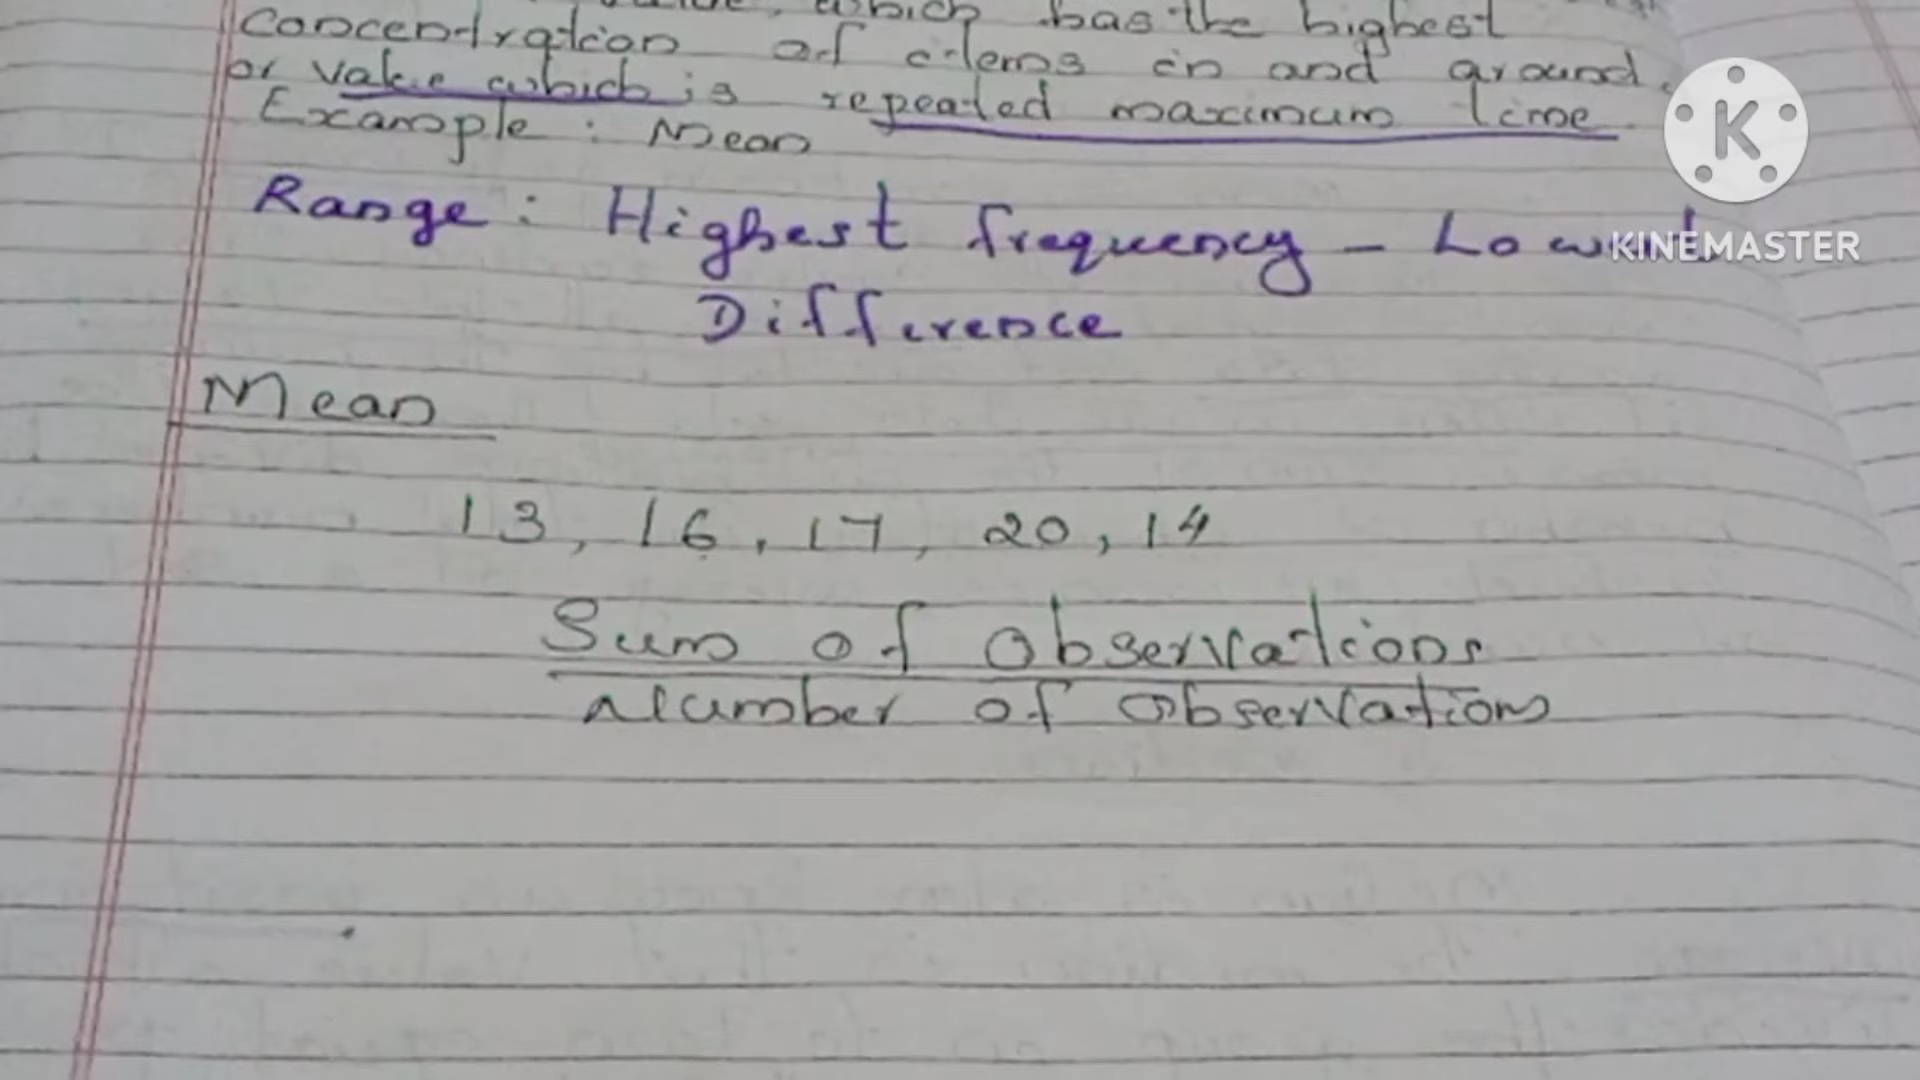 which has the highest
Concentration of items in and around.
or value which is repeated maximum time
Example: Mean
Range: Highest frequency - Lowest
Difference
Mean
13, 16, 17, 20, 14
Sum of Observations
Number of Observations
K
KINEMASTER